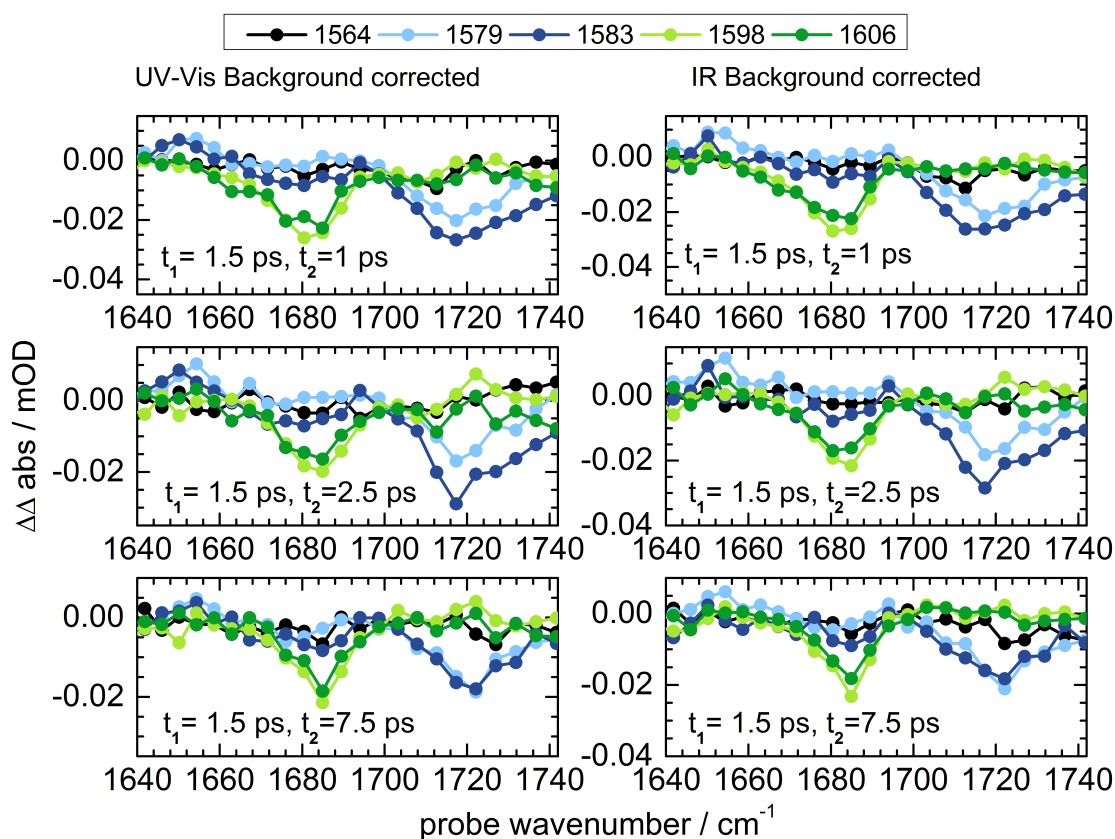 1564 1579 1583 1598 1606
UV-Vis Background corrected IR Background corrected
0.00 0.00
-0.02 -0.02
-0.04 -0.04
t₁= 1.5 ps, t₂=1 ps t₁= 1.5 ps, t₂=1 ps
1640 1660 1680 1700 1720 1740 1640 1660 1680 1700 1720 1740
0.00 0.00
-0.02 -0.02
-0.04
t₁= 1.5 ps, t₂=2.5 ps t₁= 1.5 ps, t₂=2.5 ps
1640 1660 1680 1700 1720 1740 1640 1660 1680 1700 1720 1740
0.00 0.00
-0.02 -0.02
-0.04
t₁= 1.5 ps, t₂=7.5 ps t₁= 1.5 ps, t₂=7.5 ps
1640 1660 1680 1700 1720 1740 1640 1660 1680 1700 1720 1740
ΔΔ abs / mOD
probe wavenumber / cm⁻¹